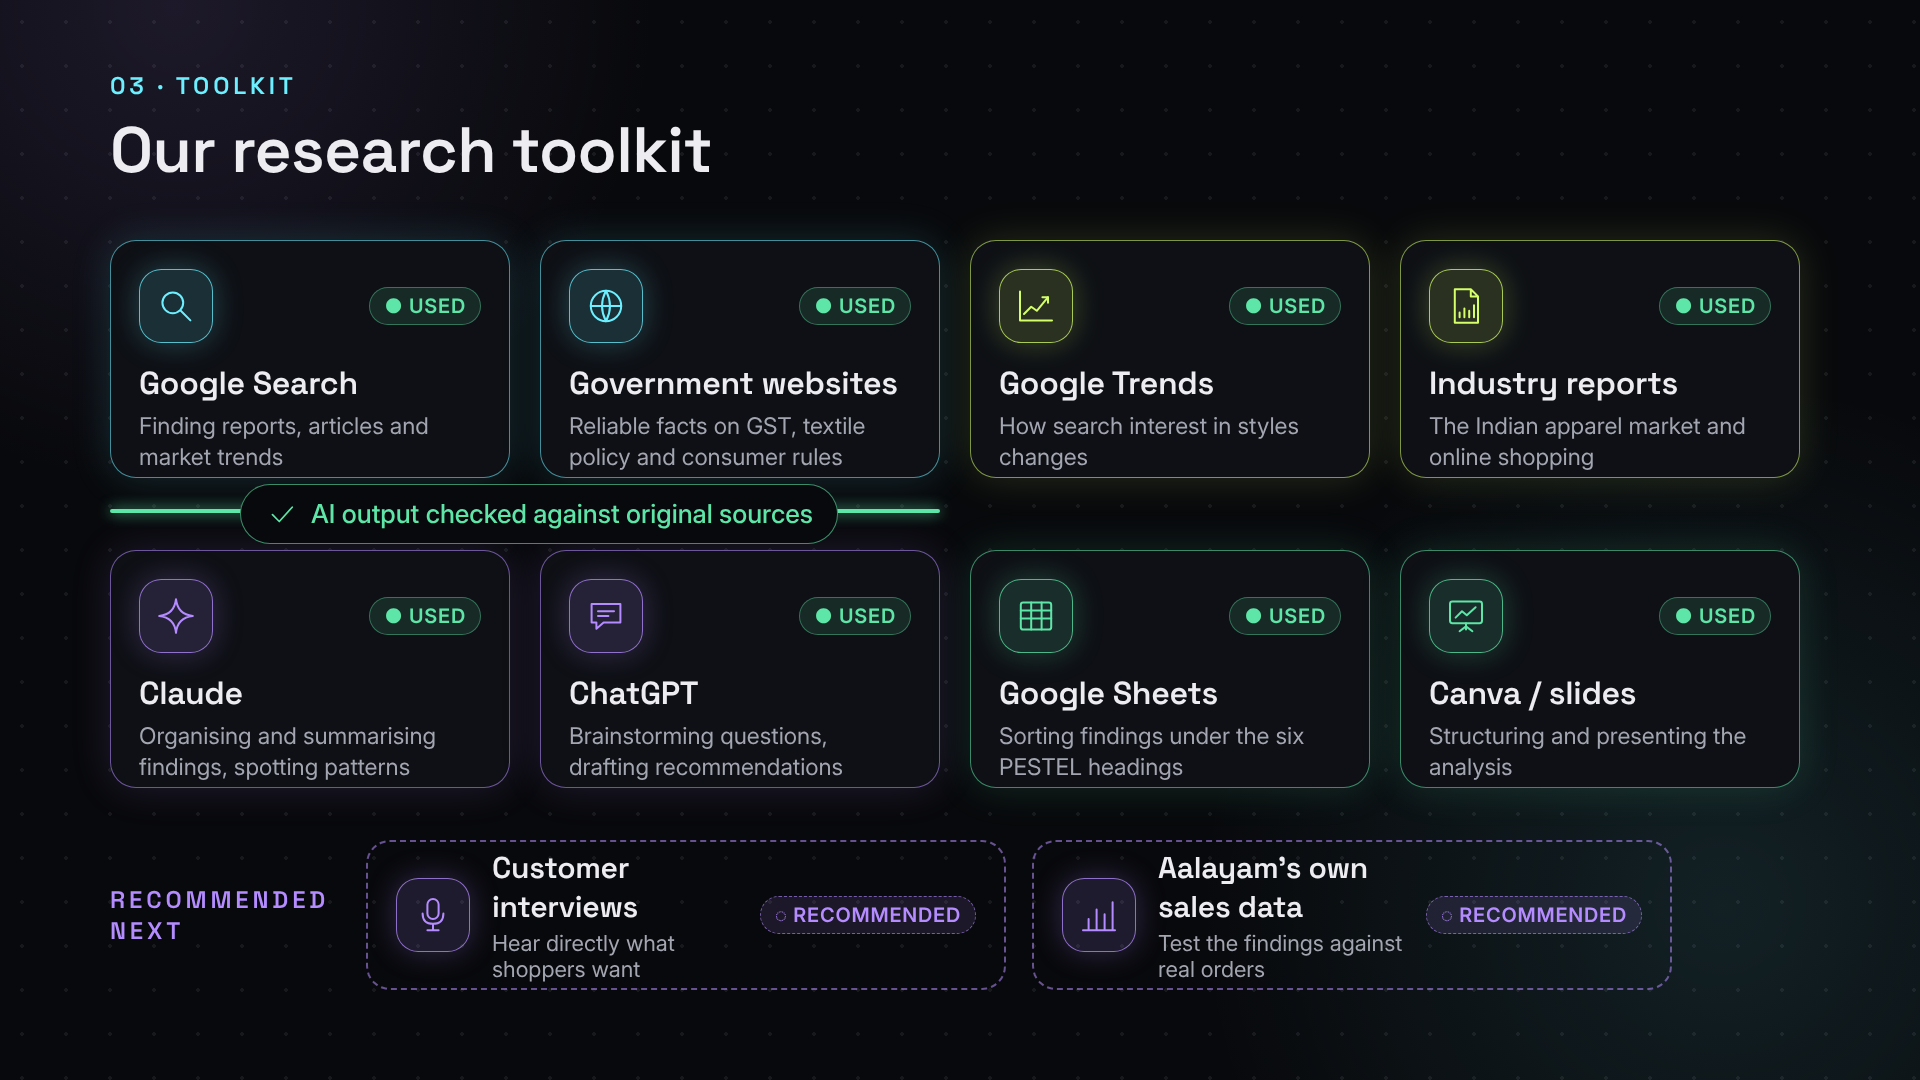 03 · TOOLKIT
Our research toolkit
USED
Google Search
Finding reports, articles and
market trends
USED
Government websites
Reliable facts on GST, textile
policy and consumer rules
USED
Google Trends
How search interest in styles
changes
USED
Industry reports
The Indian apparel market and
online shopping
AI output checked against original sources
USED
Claude
Organising and summarising
findings, spotting patterns
USED
ChatGPT
Brainstorming questions,
drafting recommendations
USED
Google Sheets
Sorting findings under the six
PESTEL headings
USED
Canva / slides
Structuring and presenting the
analysis
RECOMMENDED
NEXT
Customer
interviews
Hear directly what
shoppers want
RECOMMENDED
Aalayam’s own
sales data
Test the findings against
real orders
RECOMMENDED